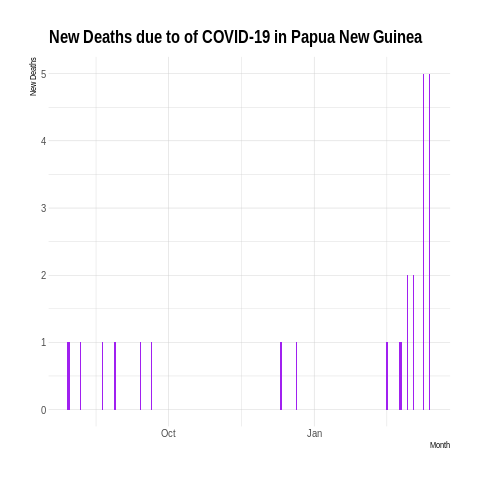 New Deaths due to of COVID-19 in Papua New Guinea
New Deaths
5
4
3
2
1
0
Oct
Jan
Month